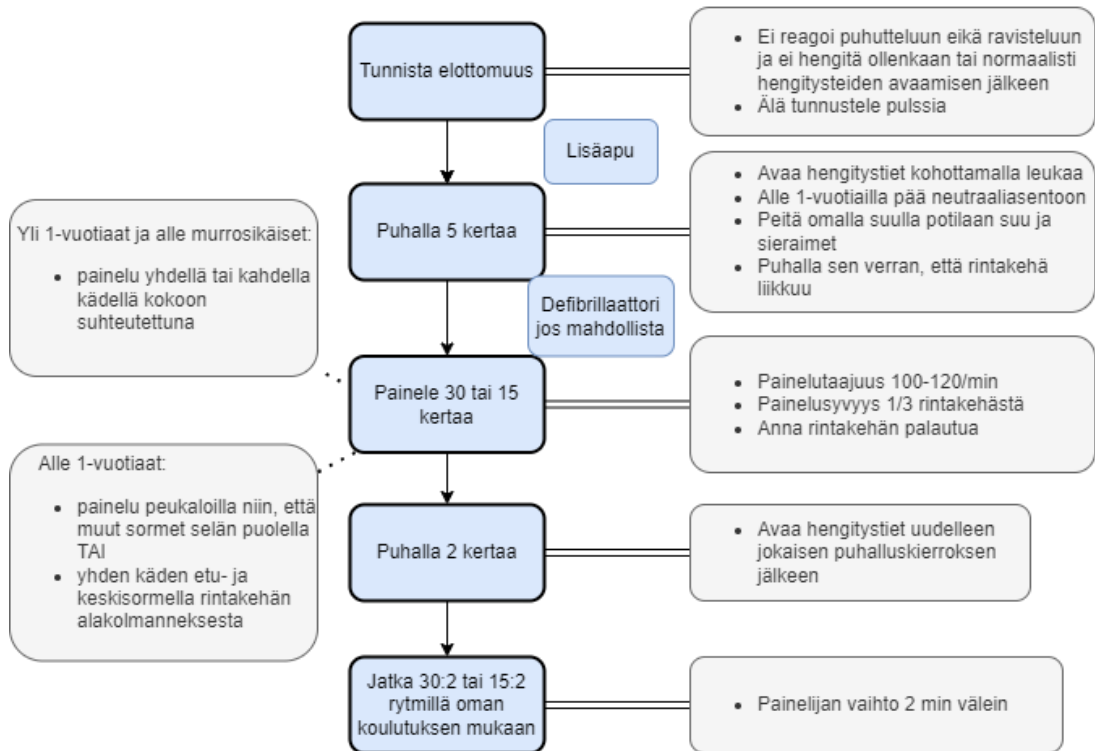 Tunnista elottomuus
• Ei reagoi puhutteluun eikä ravisteluun
ja ei hengitä ollenkaan tai normaalisti
hengitysteiden avaamisen jälkeen
• Älä tunnustele pulssia
Lisäapu
Puhalla 5 kertaa
• Avaa hengitystiet kohottamalla leukaa
• Alle 1-vuotiailla pää neutraaliasentoon
• Peitä omalla suulla potilaan suu ja
sieraimet
• Puhalla sen verran, että rintakehä
liikkuu
Yli 1-vuotiaat ja alle murrosikäiset:
• painelu yhdellä tai kahdella
kädellä kokoon
suhteutettuna
Defibrillaattori
jos mahdollista
Painele 30 tai 15
kertaa
• Painelutaajuus 100-120/min
• Painelusyvyys 1/3 rintakehästä
• Anna rintakehän palautua
Alle 1-vuotiaat:
• painelu peukaloilla niin, että
muut sormet selän puolella
TAI
• yhden käden etu- ja
keskisormella rintakehän
alakolmanneksesta
Puhalla 2 kertaa
• Avaa hengitystiet uudelleen
jokaisen puhalluskierroksen
jälkeen
Jatka 30:2 tai 15:2
rytmillä oman
koulutuksen mukaan
• Painelijan vaihto 2 min välein